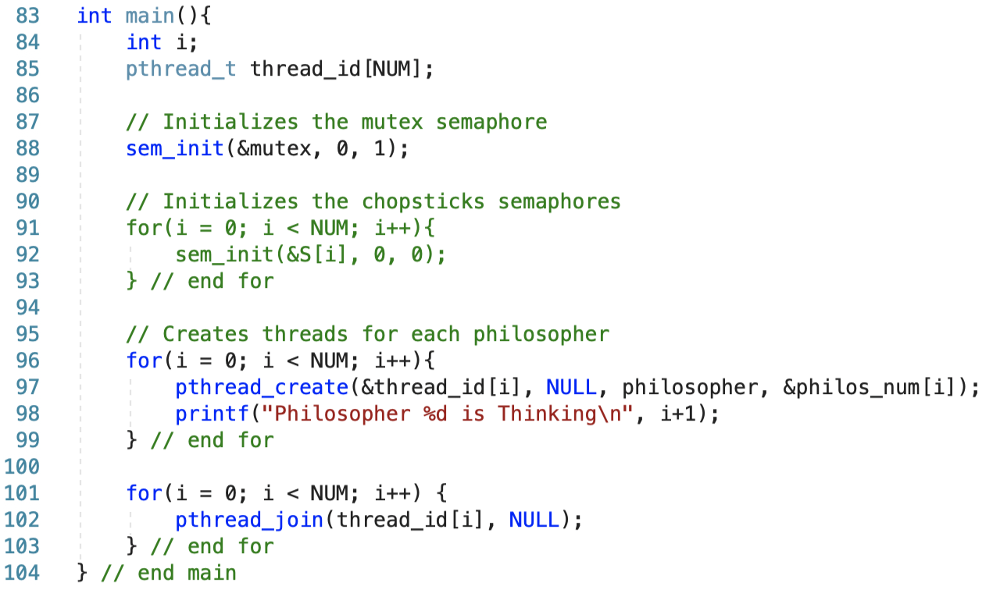 83 int main(){
84     int i;
85     pthread_t thread_id[NUM];
86
87     // Initializes the mutex semaphore
88     sem_init(&mutex, 0, 1);
89
90     // Initializes the chopsticks semaphores
91     for(i = 0; i < NUM; i++){
92         sem_init(&S[i], 0, 0);
93     } // end for
94
95     // Creates threads for each philosopher
96     for(i = 0; i < NUM; i++){
97         pthread_create(&thread_id[i], NULL, philosopher, &philos_num[i]);
98         printf("Philosopher %d is Thinking\n", i+1);
99     } // end for
100
101     for(i = 0; i < NUM; i++) {
102         pthread_join(thread_id[i], NULL);
103     } // end for
104 } // end main